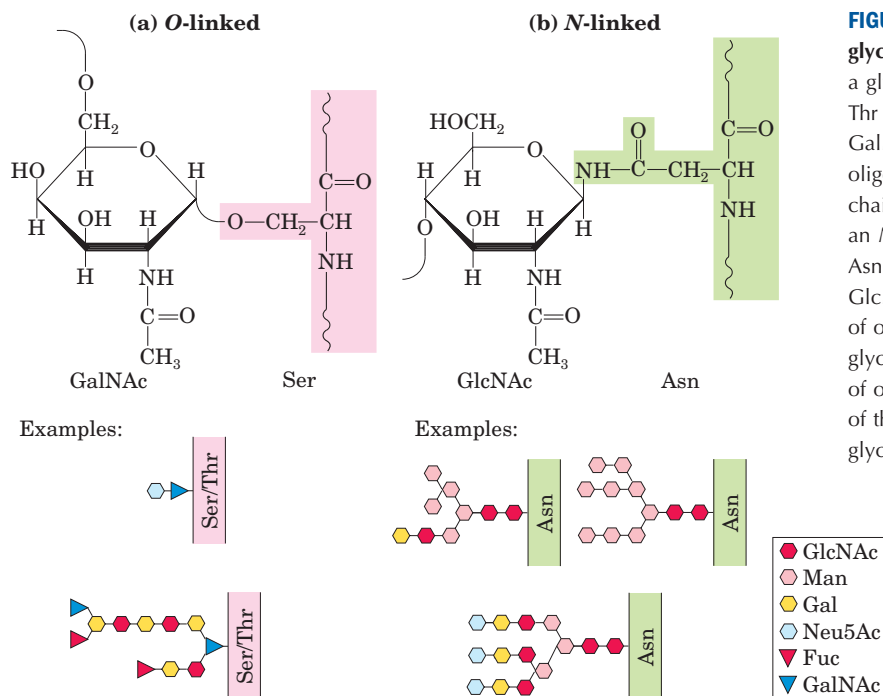 (a) O-linked
O
CH₂
O
HO
H
H
H
OH
H
H
H
NH
C=O
CH₃
GalNAc
O—CH₂—CH
C=O
NH
Ser
(b) N-linked
HOCH₂
O
H
H
OH
H
O
H
H
NH
C=O
CH₃
GlcNAc
O
NH—C—CH₂—CH
C=O
NH
Asn
FIGU
glyc
a gl
Thr
Gal
olig
chai
an N
Asn
Glc
of o
glyc
of o
of th
glyc
Examples:
Ser/Thr
Ser/Thr
Examples:
Asn
Asn
Asn
GlcNAc
Man
Gal
Neu5Ac
Fuc
GalNAc